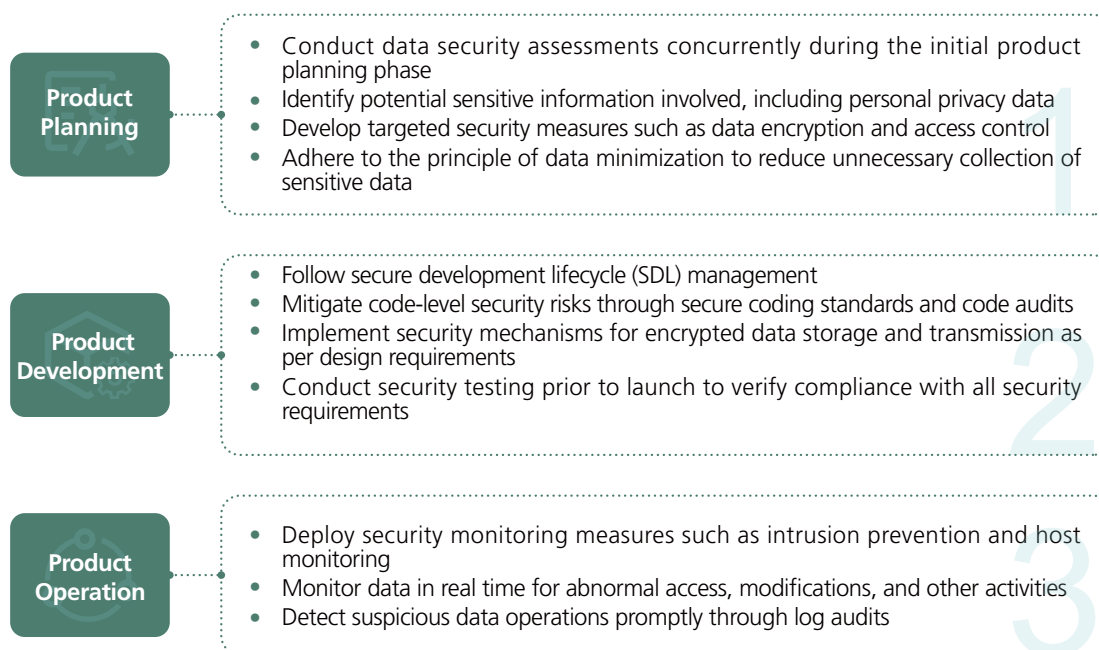 Product
Planning
• Conduct data security assessments concurrently during the initial product
planning phase
• Identify potential sensitive information involved, including personal privacy data
• Develop targeted security measures such as data encryption and access control
• Adhere to the principle of data minimization to reduce unnecessary collection of
sensitive data
1
Product
Development
• Follow secure development lifecycle (SDL) management
• Mitigate code-level security risks through secure coding standards and code audits
• Implement security mechanisms for encrypted data storage and transmission as
per design requirements
• Conduct security testing prior to launch to verify compliance with all security
requirements
2
Product
Operation
• Deploy security monitoring measures such as intrusion prevention and host
monitoring
• Monitor data in real time for abnormal access, modifications, and other activities
• Detect suspicious data operations promptly through log audits
3